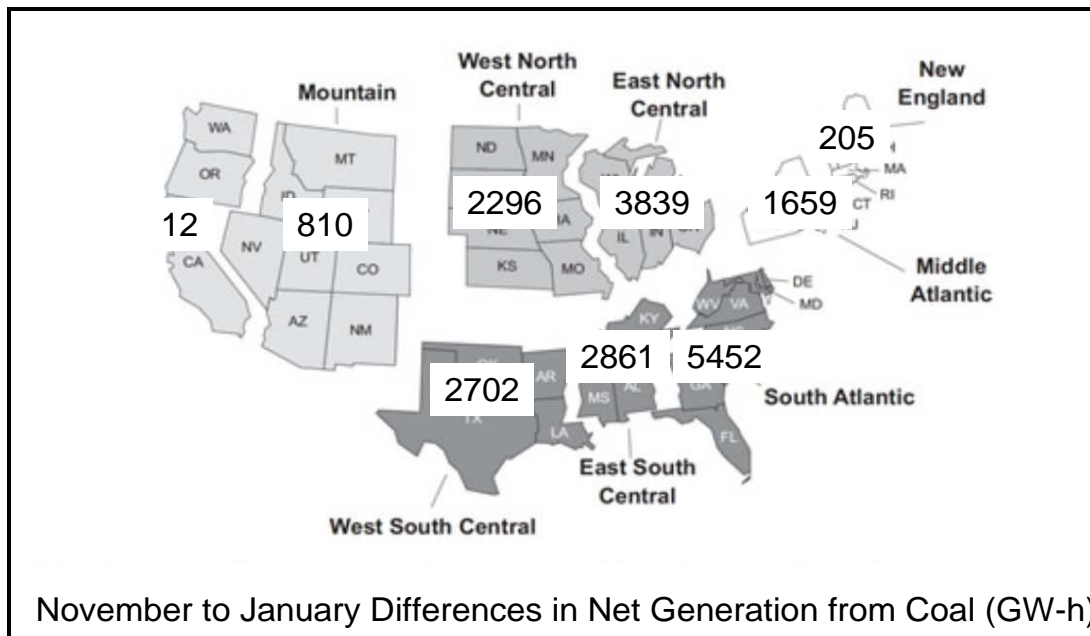 West North
Central
East North
Central
New
England
Mountain
WA
OR
MT
ND
MN
205
MA
RI
CT
12
810
2296
3839
1659
NV
UT
CO
CA
NE
KS
MO
IL
IN
AZ
NM
Middle
Atlantic
DE
MD
WV
VA
KY
2702
2861
5452
AR
MS
AL
GA
TX
LA
FL
South Atlantic
East South
Central
West South Central
November to January Differences in Net Generation from Coal (GW-h)